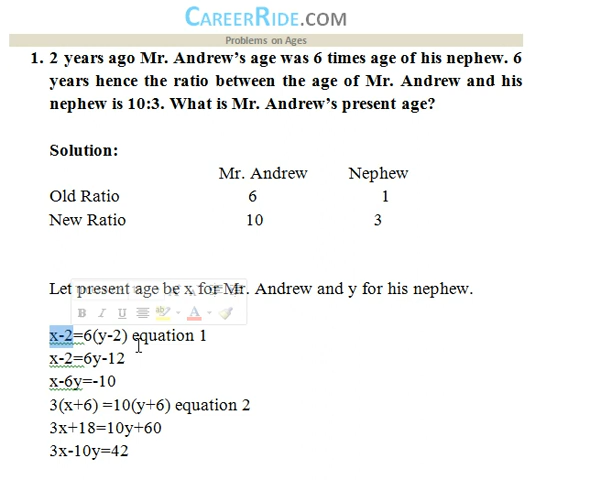 CAREERRIDE.COM
Problems on Ages
1. 2 years ago Mr. Andrew's age was 6 times age of his nephew. 6
years hence the ratio between the age of Mr. Andrew and his
nephew is 10:3. What is Mr. Andrew's present age?
Solution:
Mr. Andrew Nephew
Old Ratio 6 1
New Ratio 10 3
Let present age be x for Mr. Andrew and y for his nephew.
B I U ab A
x-2=6(y-2) equation 1
x-2=6y-12
x-6y=-10
3(x+6) =10(y+6) equation 2
3x+18=10y+60
3x-10y=42